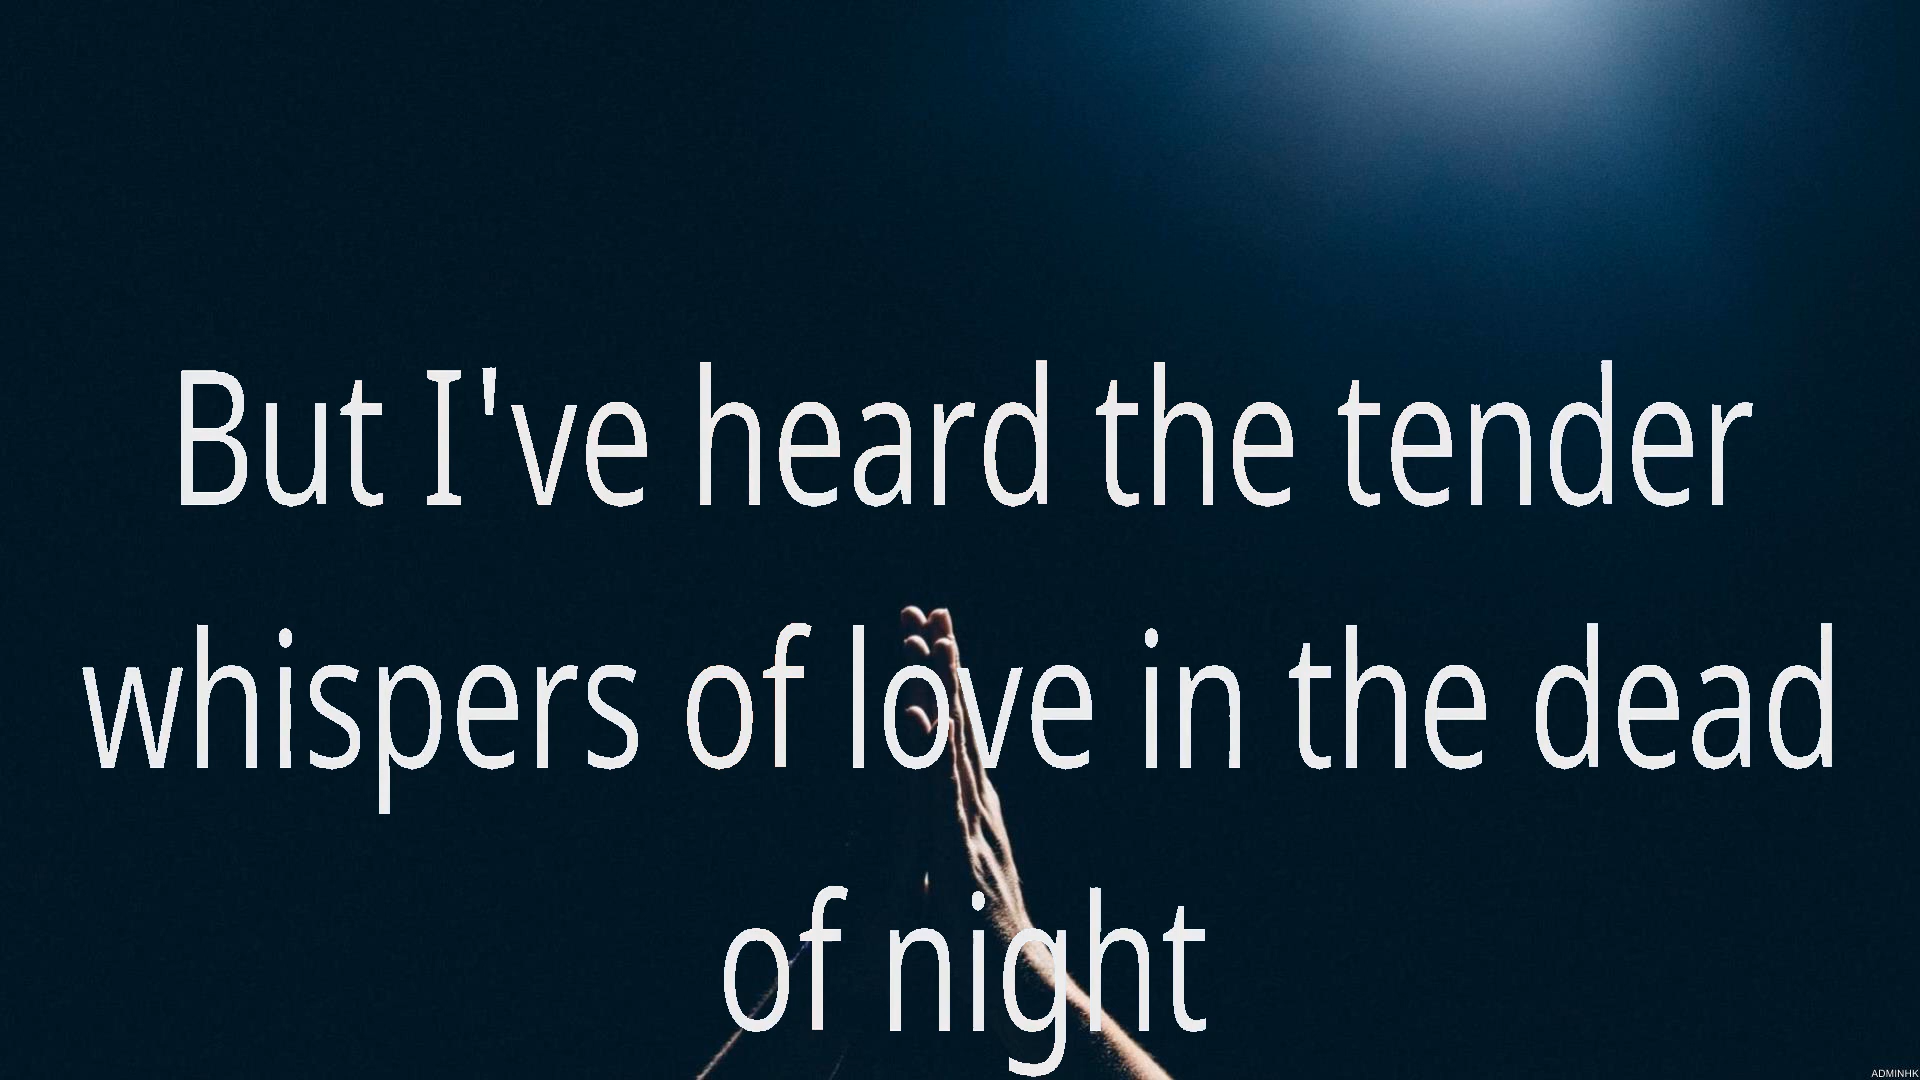 But I've heard the tender
whispers of love in the dead
of night
ADMINHK